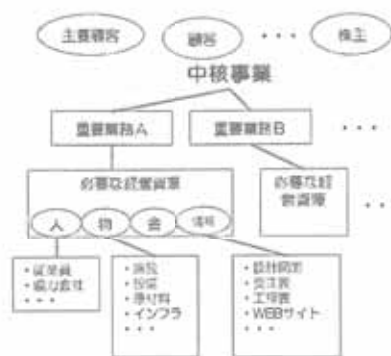 主要顧客
顧客
・・・
株主
中核事業
重要業務A
重要業務B
・・・
必要な経営資源
必要な経
営資源
・・
人
物
金
情報
・従業員
・協力会社
・・・
・施設
・設備
・原材料
・インフラ
・・・
・設計図面
・受注表
・工程表
・WEBサイト
・・・